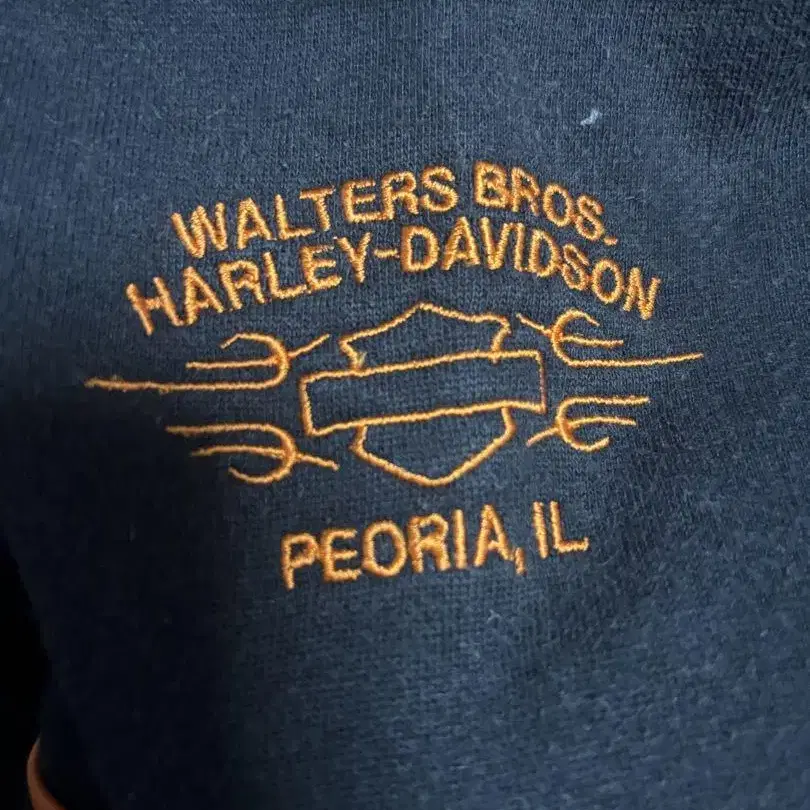 WALTERS BROS.
HARLEY-DAVIDSON
PEORIA, IL